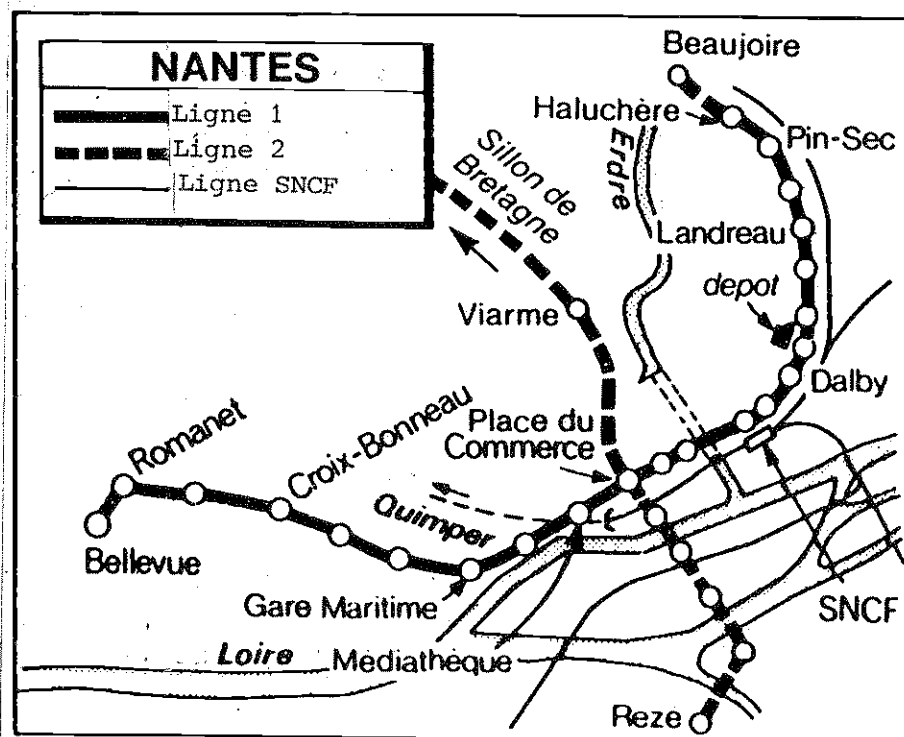 NANTES
Ligne 1
Ligne 2
Ligne SNCF
Beaujoire
Haluchère
Pin-Sec
Erdre
Sillon de
Bretagne
Landreau
depot
Viarme
Dalby
Place du
Commerce
Romanet
Croix-Bonneau
Quimper
Bellevue
Gare Maritime
SNCF
Loire
Mediathèque
Reze